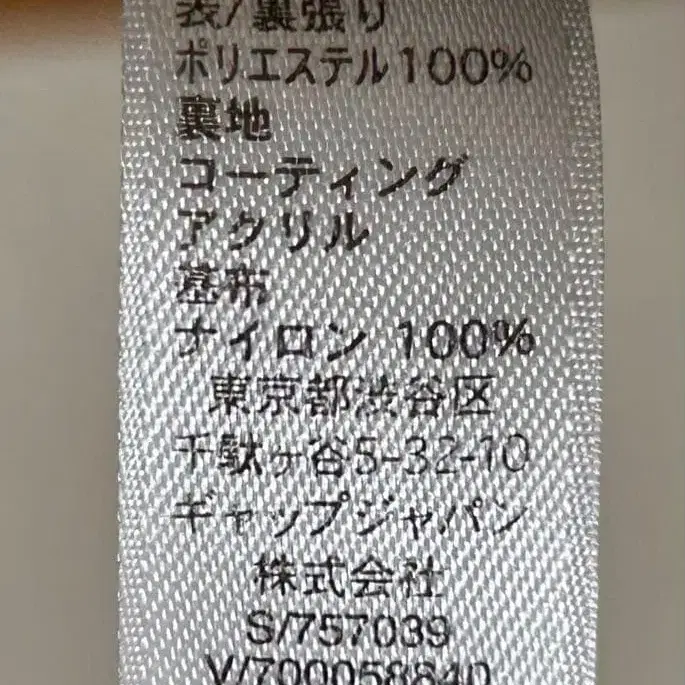 表/裏張り
ポリエステル100%
裏地
コーティング
アクリル
基布
ナイロン 100%
東京都渋谷区
千駄ヶ谷5-32-10
ギャップジャパン
株式会社
S/757039
V/700058640